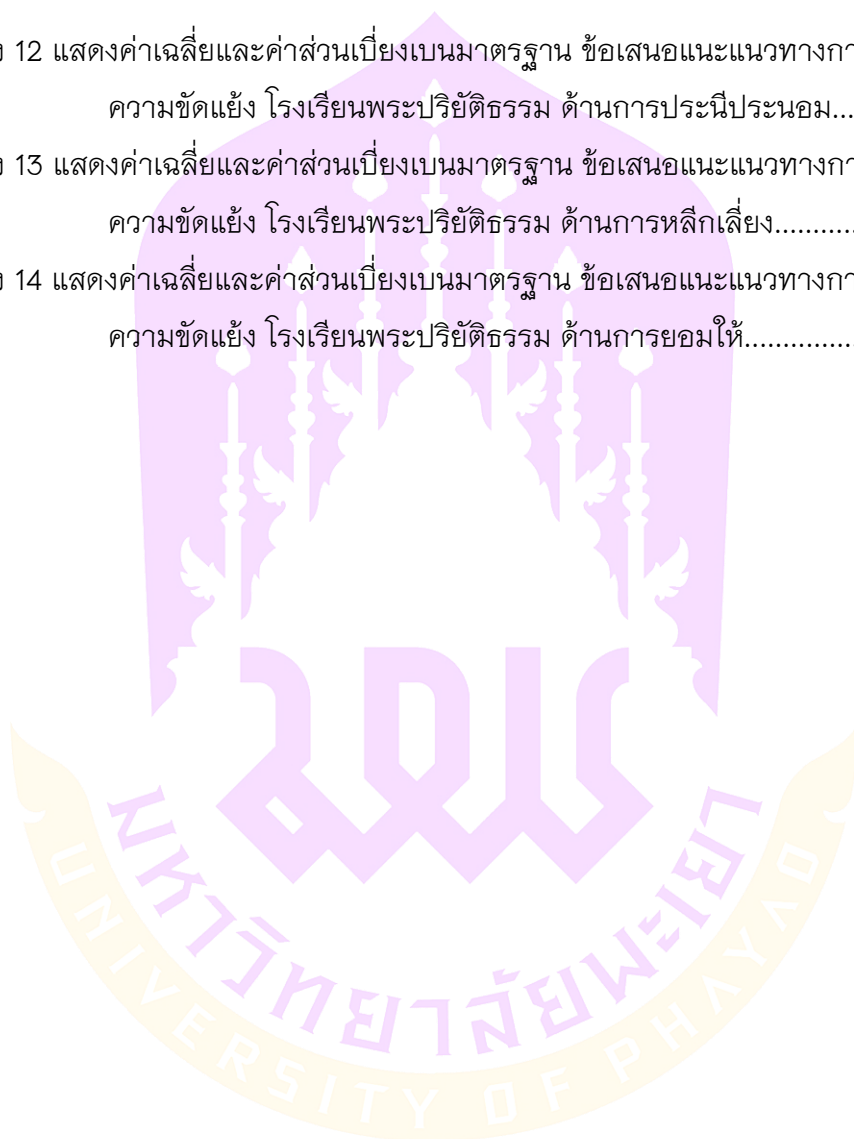 ง 12 แสดงค่าเฉลี่ยและค่าส่วนเบี่ยงเบนมาตรฐาน ข้อเสนอแนะแนวทางกา
ความขัดแย้ง โรงเรียนพระปริยัติธรรม ด้านการประนีประนอม...
ง 13 แสดงค่าเฉลี่ยและค่าส่วนเบี่ยงเบนมาตรฐาน ข้อเสนอแนะแนวทางกา
ความขัดแย้ง โรงเรียนพระปริยัติธรรม ด้านการหลีกเลี่ยง...........
ง 14 แสดงค่าเฉลี่ยและค่าส่วนเบี่ยงเบนมาตรฐาน ข้อเสนอแนะแนวทางกา
ความขัดแย้ง โรงเรียนพระปริยัติธรรม ด้านการยอมให้...............
มหาวิทยาลัยพะเยา
UNIVERSITY OF PHAYAO